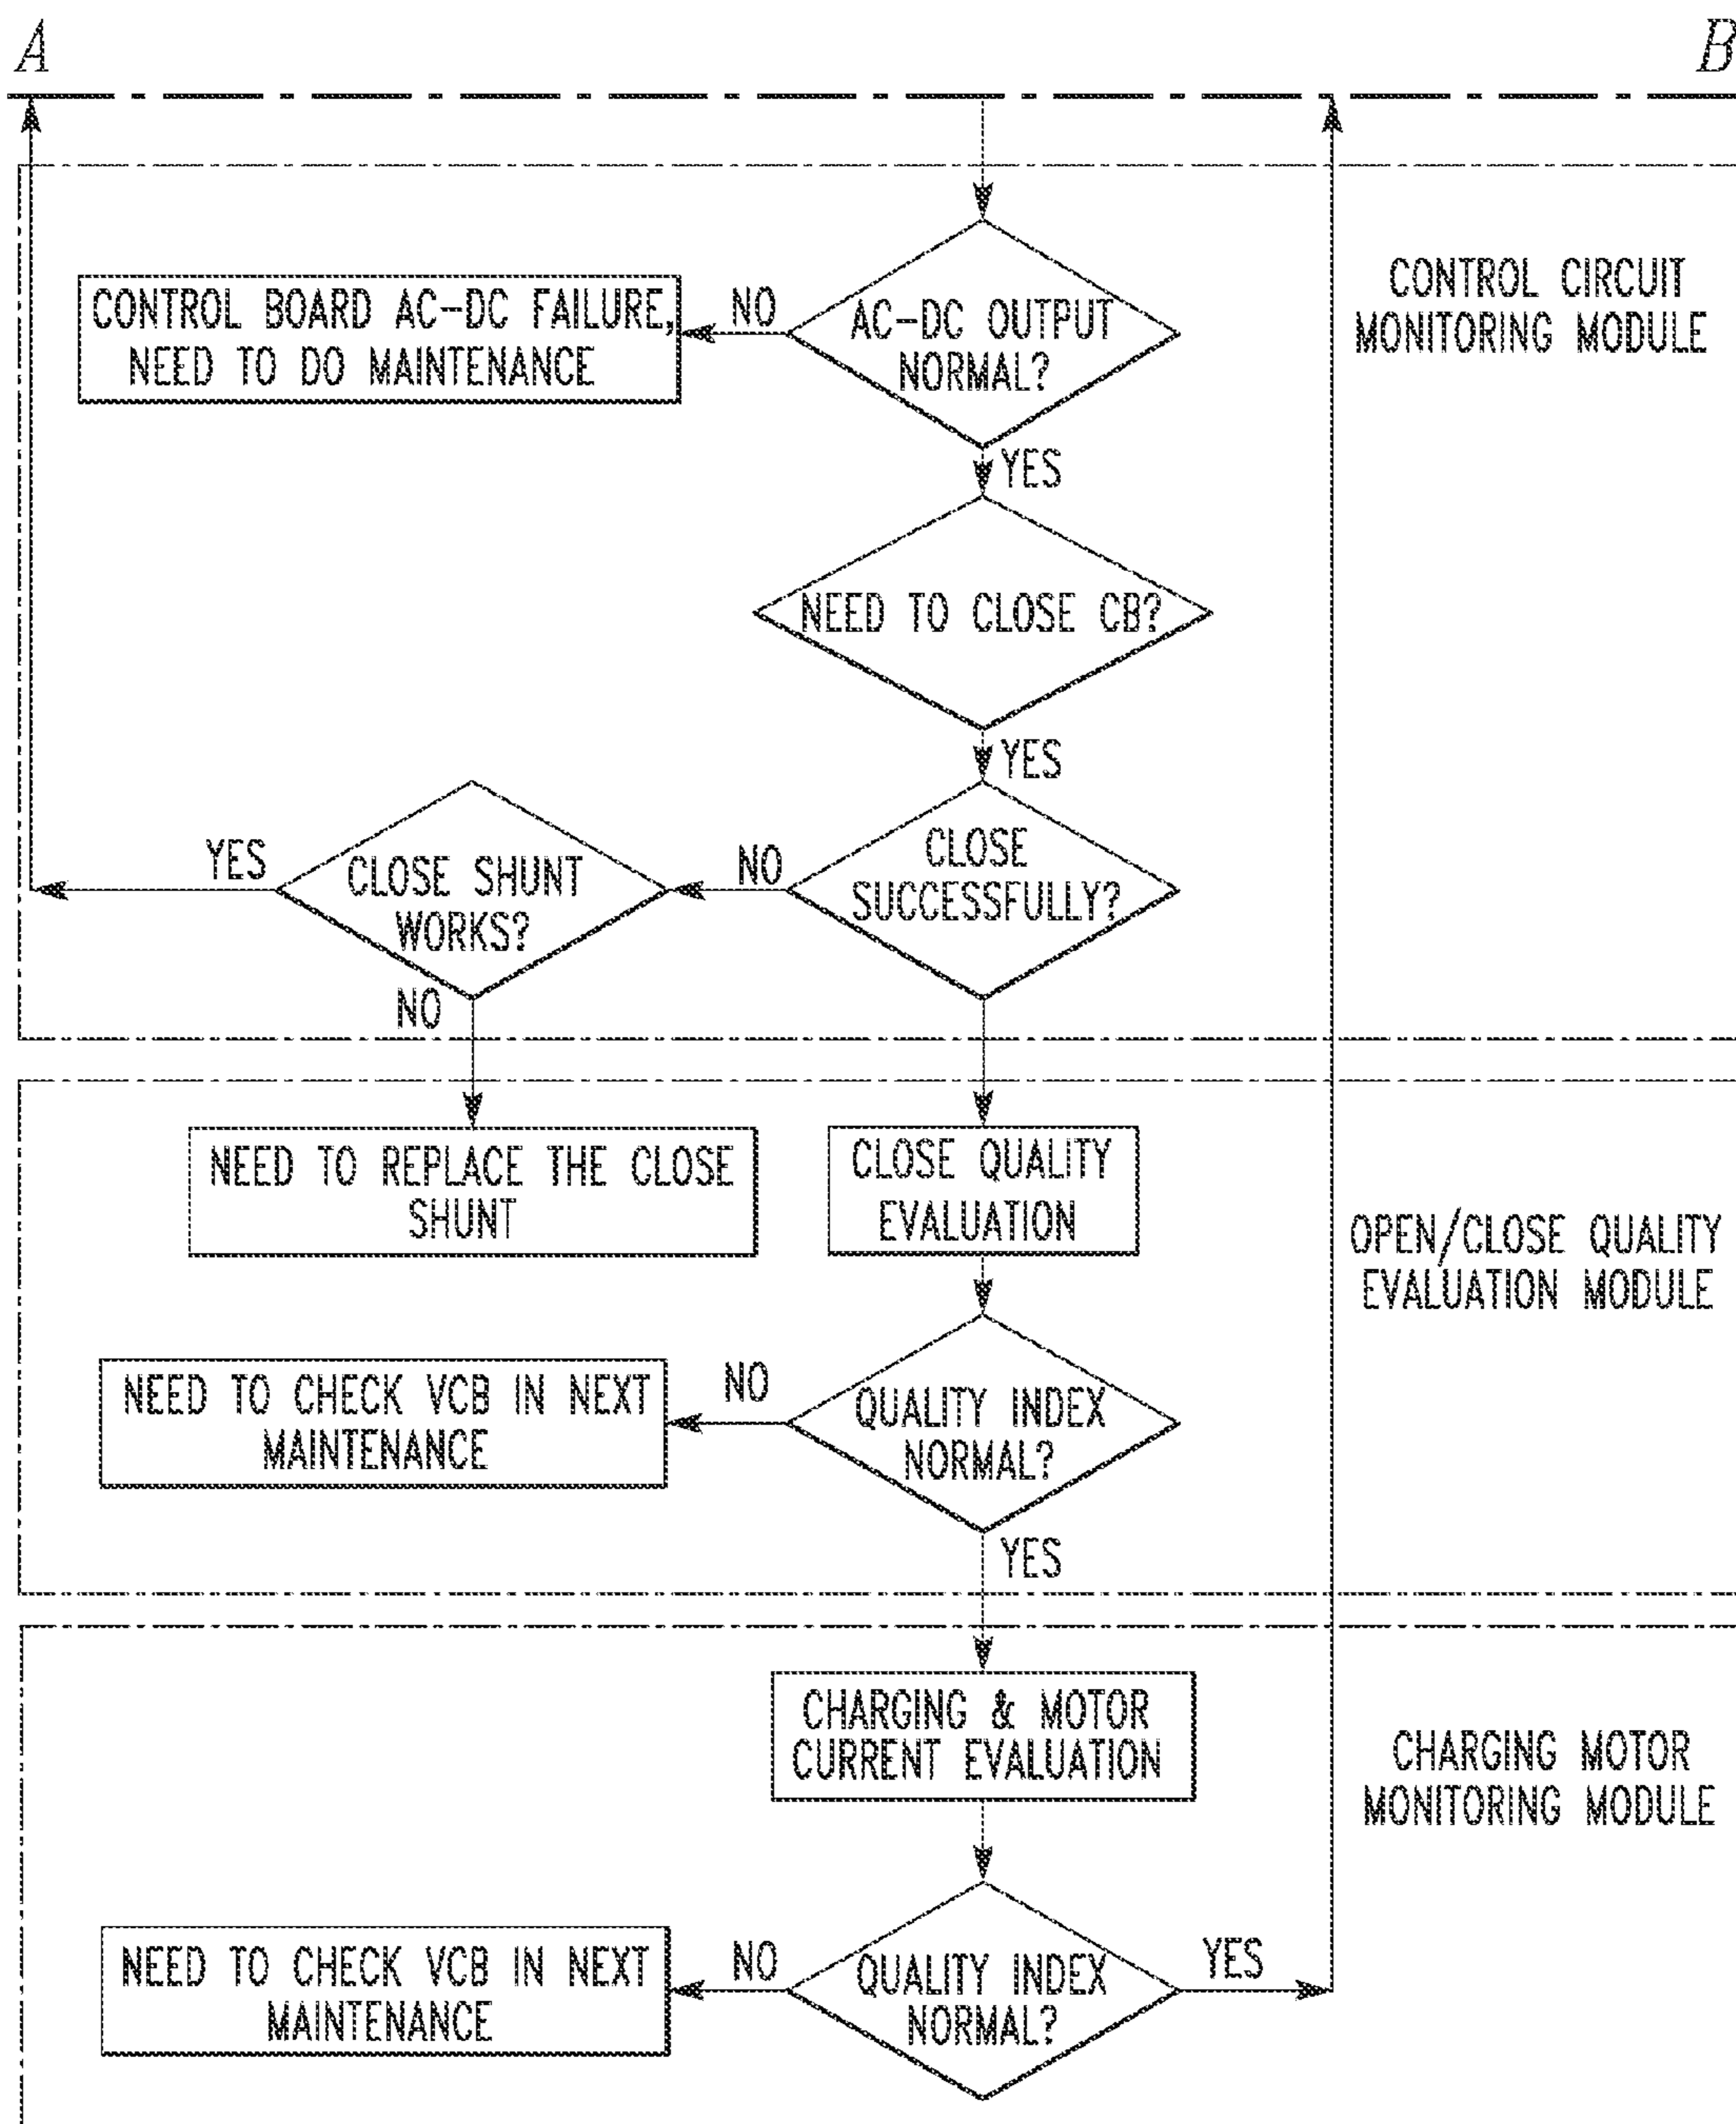 A
B
CONTROL CIRCUIT
MONITORING MODULE
CONTROL BOARD AC-DC FAILURE,
NEED TO DO MAINTENANCE
NO
AC-DC OUTPUT
NORMAL?
YES
NEED TO CLOSE CB?
YES
YES
CLOSE SHUNT
WORKS?
NO
CLOSE
SUCCESSFULLY?
NO
NEED TO REPLACE THE CLOSE
SHUNT
CLOSE QUALITY
EVALUATION
OPEN/CLOSE QUALITY
EVALUATION MODULE
NEED TO CHECK VCB IN NEXT
MAINTENANCE
NO
QUALITY INDEX
NORMAL?
YES
CHARGING & MOTOR
CURRENT EVALUATION
CHARGING MOTOR
MONITORING MODULE
NEED TO CHECK VCB IN NEXT
MAINTENANCE
NO
QUALITY INDEX
NORMAL?
YES